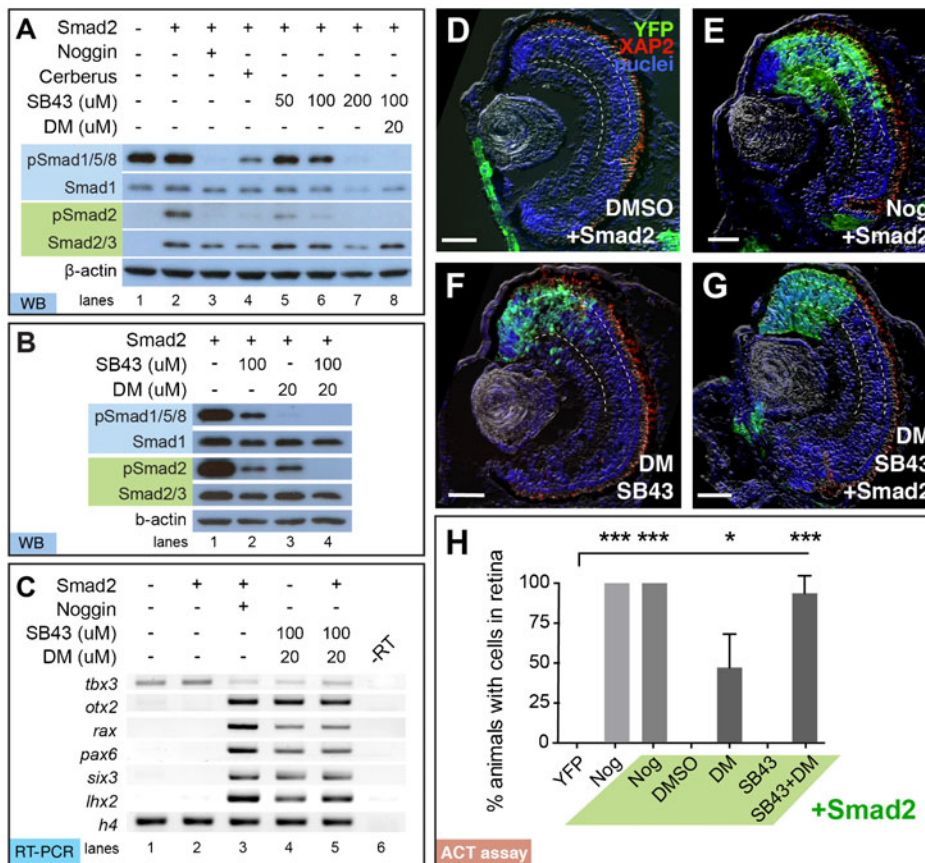 A
Smad2 - + + + + + + +
Noggin +
Cerberus +
SB43 (uM) - - - - 50 100 200 100
DM (uM) - - - - - - - 20
pSmad1/5/8
Smad1
pSmad2
Smad2/3
β-actin
WB lanes 1 2 3 4 5 6 7 8
B
Smad2 + + + +
SB43 (uM) - 100 - 100
DM (uM) - - 20 20
pSmad1/5/8
Smad1
pSmad2
Smad2/3
b-actin
WB lanes 1 2 3 4
C
Smad2 - + + - +
Noggin - - + - -
SB43 (uM) - - - 100 100
DM (uM) - - - 20 20 -RT
tbx3
otx2
rax
pax6
six3
lhx2
h4
RT-PCR lanes 1 2 3 4 5 6
D
YFP
XAP2
nuclei
DMSO
+Smad2
E
Nog
+Smad2
F
DM
SB43
G
DM
SB43
+Smad2
H
*** *** * ***
% animals with cells in retina
100
75
50
25
0
YFP Nog Nog DMSO DM SB43 SB43+DM
+Smad2
ACT assay